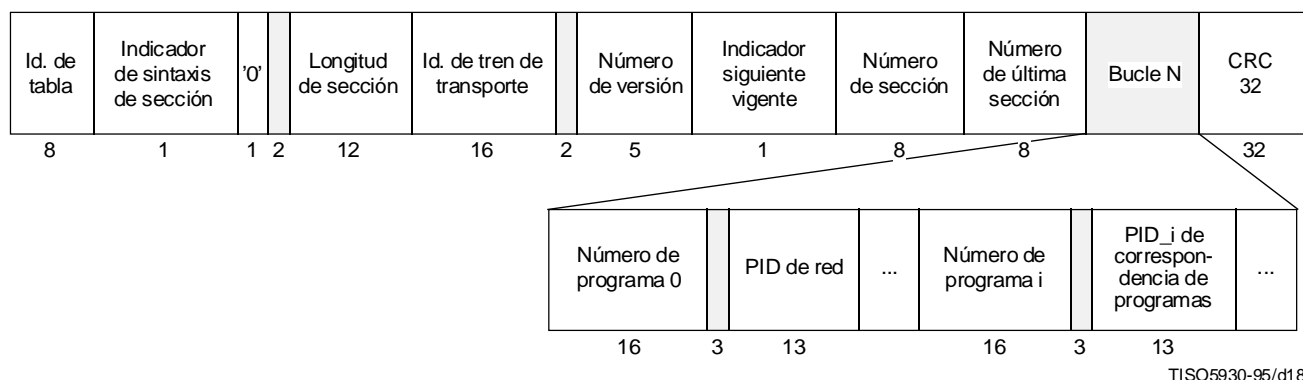 Id. de
tabla
Indicador
de sintaxis
de sección
'0'
Longitud
de sección
Id. de tren de
transporte
Número
de versión
Indicador
siguiente
vigente
Número
de sección
Número
de última
sección
Bucle N
CRC
32
8
1
1
2
12
16
2
5
1
8
8
32
Número de
programa 0
PID de red
...
Número de
programa i
PID_i de
correspon-
dencia de
programas
...
16
3
13
16
3
13
TISO5930-95/d18